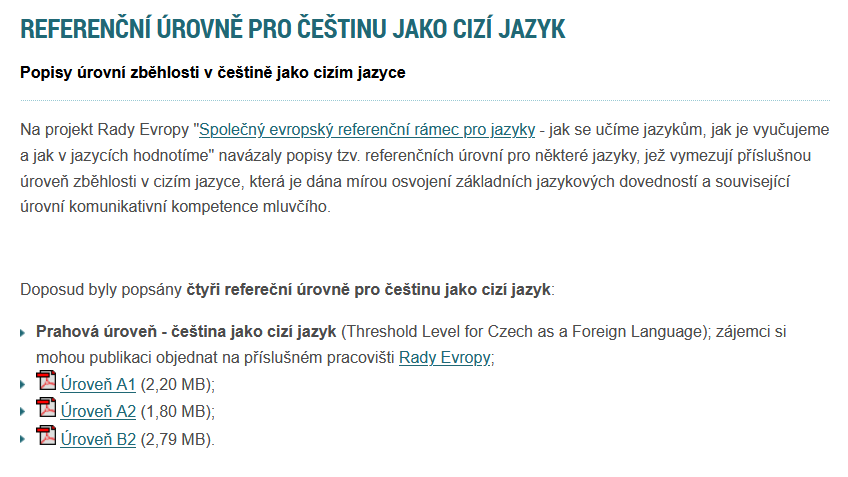 REFERENČNÍ ÚROVNĚ PRO ČEŠTINU JAKO CIZÍ JAZYK
Popisy úrovní zběhlosti v češtině jako cizím jazyce
Na projekt Rady Evropy "Společný evropský referenční rámec pro jazyky - jak se učíme jazykům, jak je vyučujeme
a jak v jazycích hodnotíme" navázaly popisy tzv. referenčních úrovní pro některé jazyky, jež vymezují příslušnou
úroveň zběhlosti v cizím jazyce, která je dána mírou osvojení základních jazykových dovedností a související
úrovní komunikativní kompetence mluvčího.
Doposud byly popsány čtyři refereční úrovně pro češtinu jako cizí jazyk:
Prahová úroveň - čeština jako cizí jazyk (Threshold Level for Czech as a Foreign Language); zájemci si
mohou publikaci objednat na příslušném pracovišti Rady Evropy;
Úroveň A1 (2,20 MB);
Úroveň A2 (1,80 MB);
Úroveň B2 (2,79 MB).